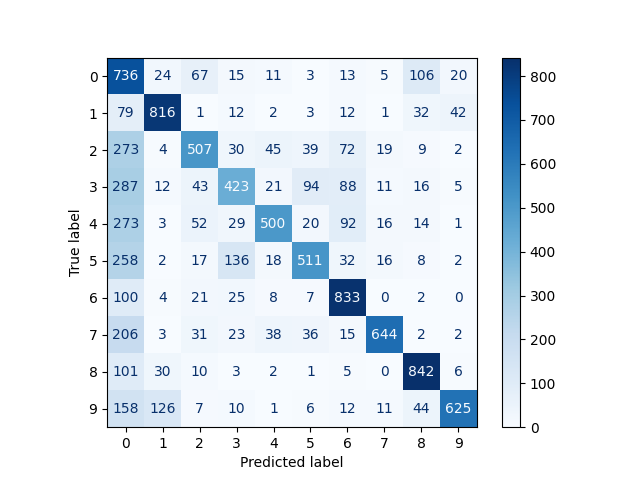 0 736 24 67 15 11 3 13 5 106 20
1 79 816 1 12 2 3 12 1 32 42
2 273 4 507 30 45 39 72 19 9 2
3 287 12 43 423 21 94 88 11 16 5
4 273 3 52 29 500 20 92 16 14 1
5 258 2 17 136 18 511 32 16 8 2
6 100 4 21 25 8 7 833 0 2 0
7 206 3 31 23 38 36 15 644 2 2
8 101 30 10 3 2 1 5 0 842 6
9 158 126 7 10 1 6 12 11 44 625
0 1 2 3 4 5 6 7 8 9
Predicted label
True label
800
700
600
500
400
300
200
100
0